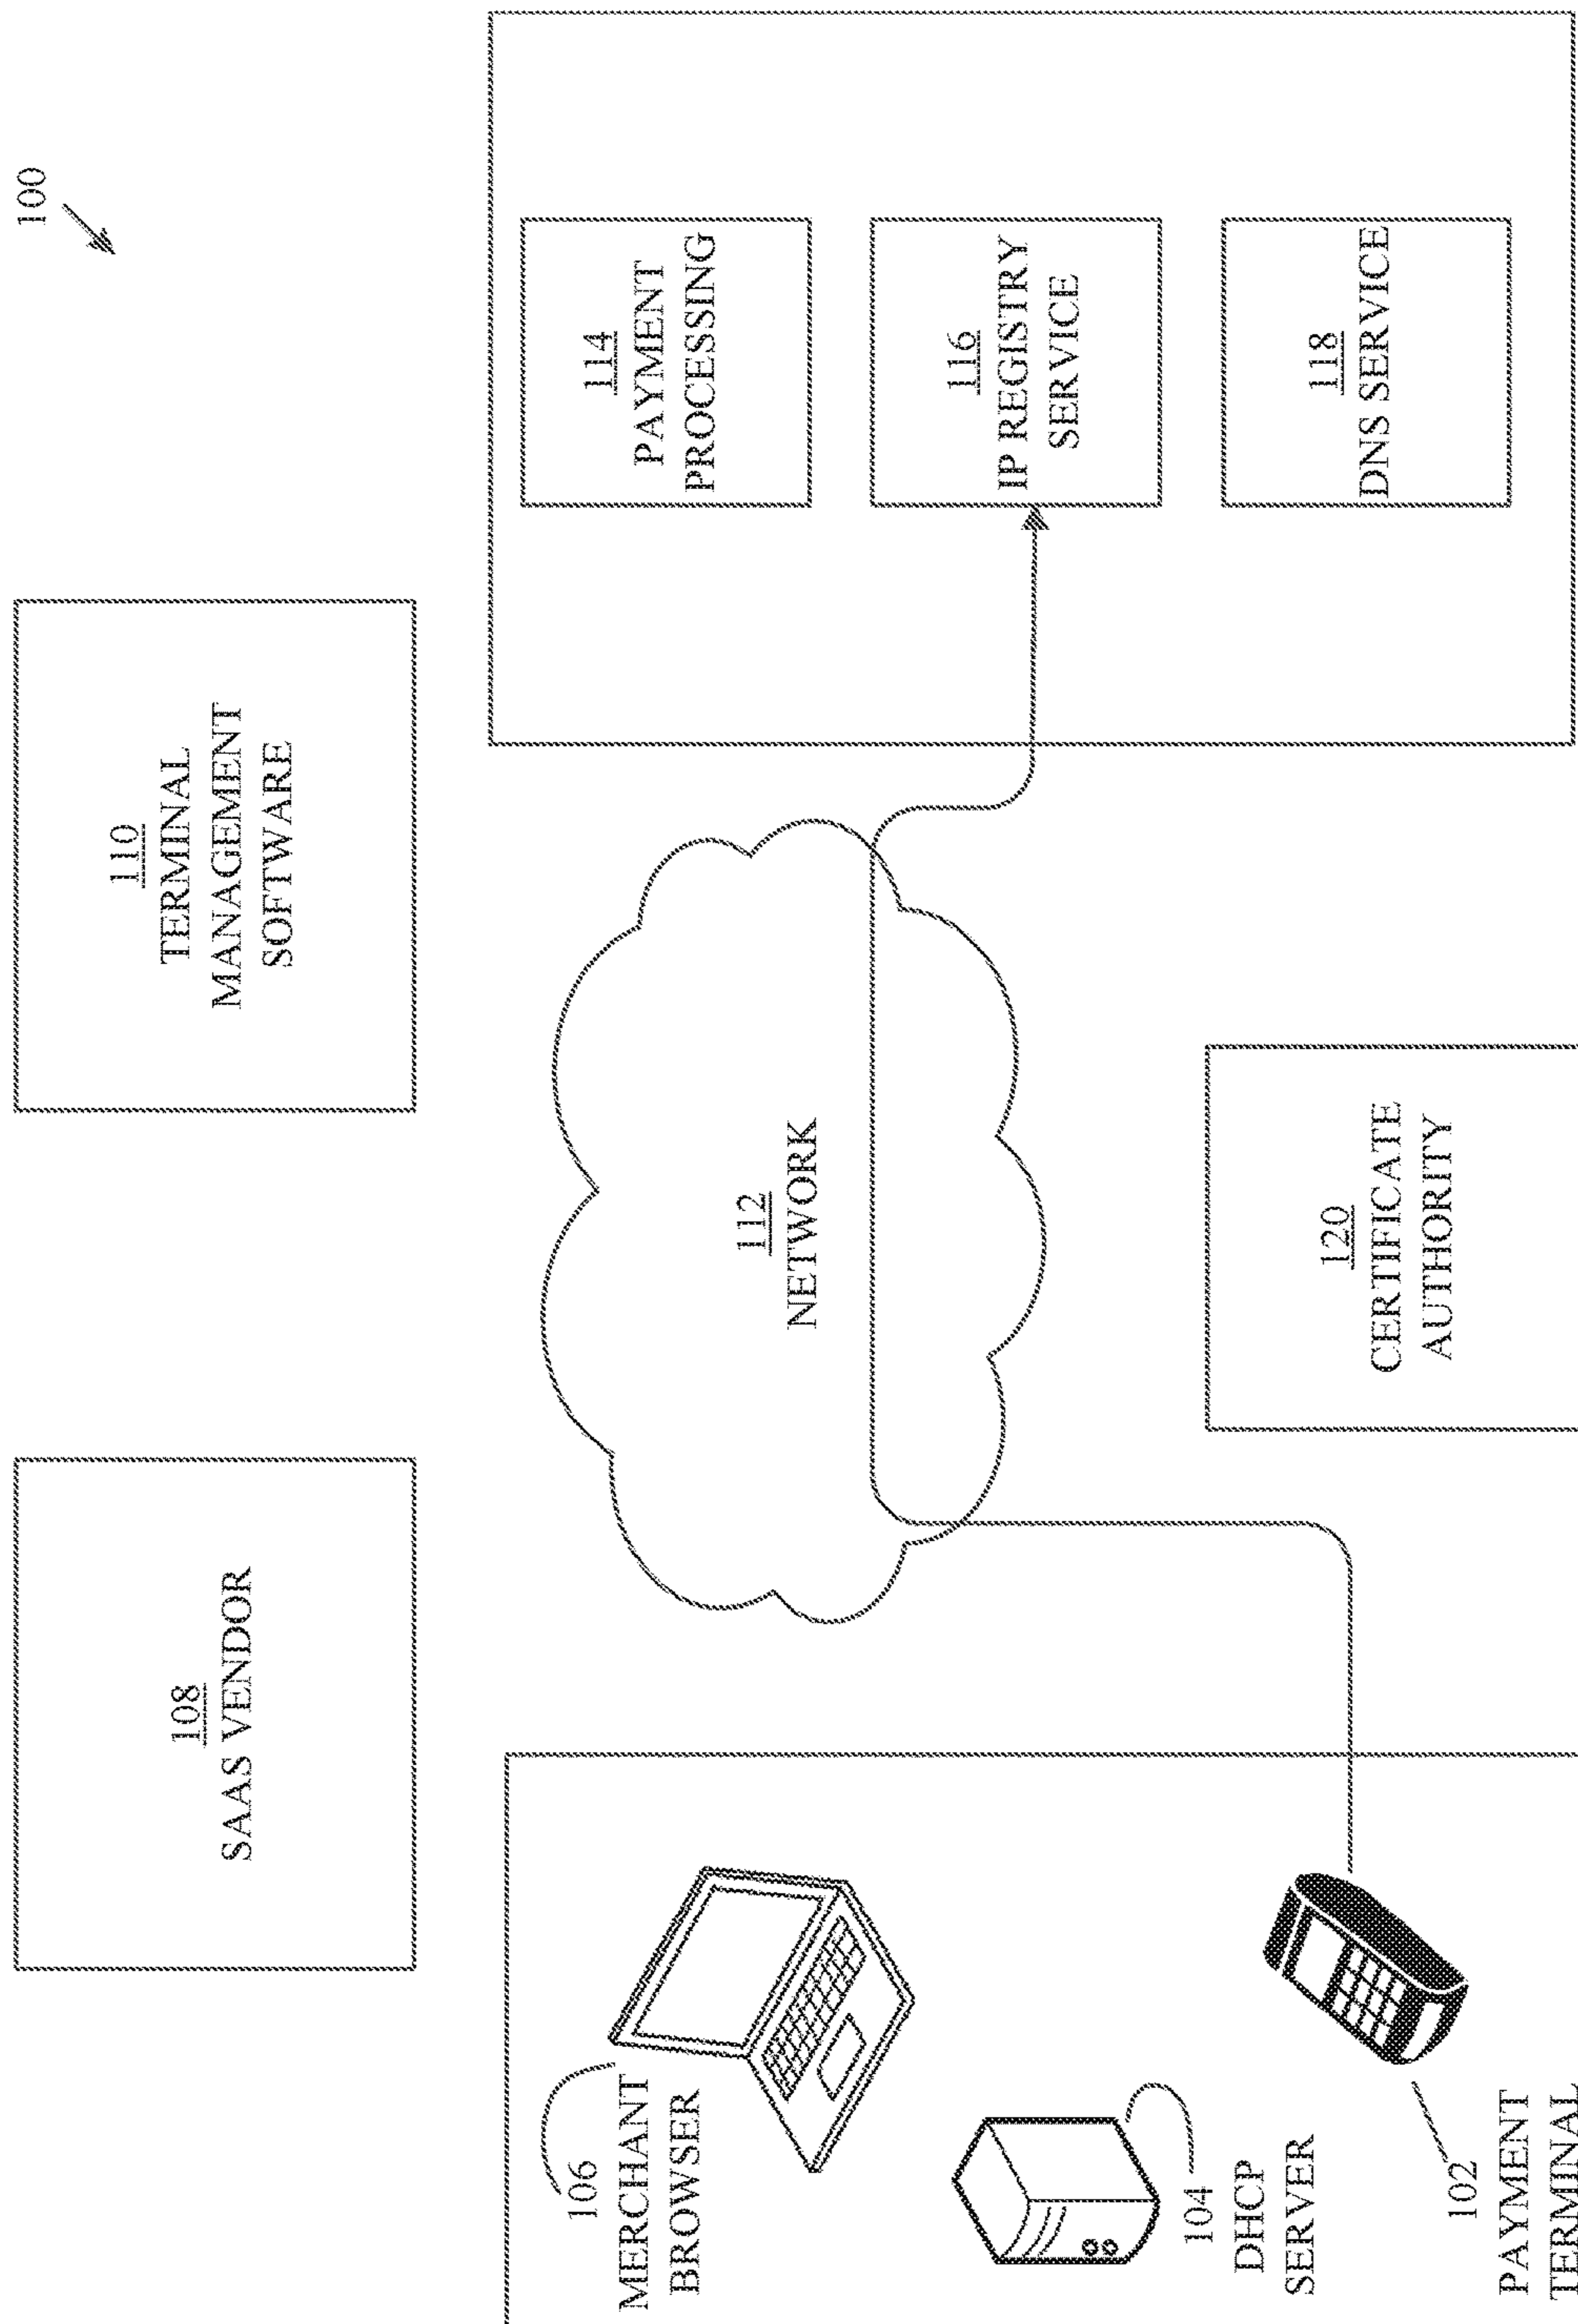 100
108
SAAS VENDOR
110
TERMINAL
MANAGEMENT
SOFTWARE
106
MERCHANT
BROWSER
112
NETWORK
114
PAYMENT
PROCESSING
104
DHCP
SERVER
116
IP REGISTRY
SERVICE
102
PAYMENT
TERMINAL
120
CERTIFICATE
AUTHORITY
118
DNS SERVICE